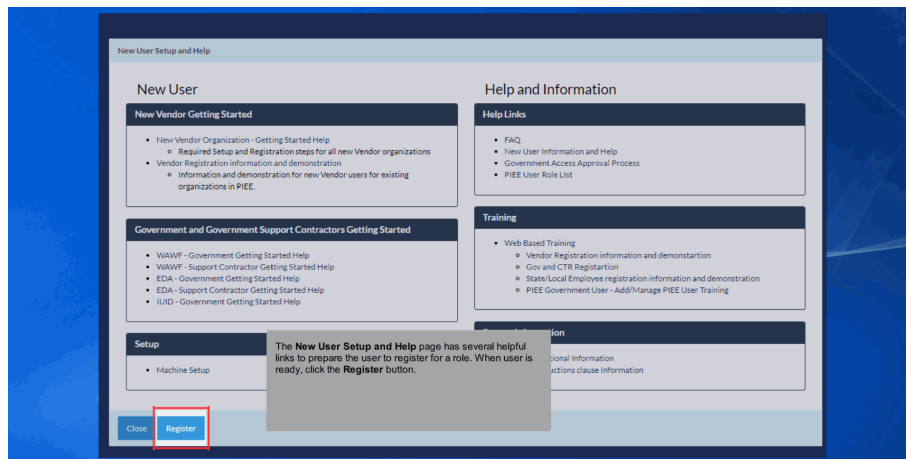 New User Setup and Help
New User
New Vendor Getting Started
New Vendor Organization - Getting Started Help
Required Setup and Registration steps for all new Vendor organizations
Vendor Registration information and demonstration
Information and demonstration for new Vendor users for existing
organizations in PIEE.
Government and Government Support Contractors Getting Started
WAWF - Government Getting Started Help
WAWF - Support Contractor Getting Started Help
EDA - Government Getting Started Help
EDA - Support Contractor Getting Started Help
IUID - Government Getting Started Help
Setup
Machine Setup
Help and Information
Help Links
FAQ
New User Information and Help
Government Access Approval Process
PIEE User Role LIst
Training
Web Based Training
Vendor Registration information and demonstartion
Gov and CTR Registartion
State/Local Employee registration information and demonstration
PIEE Government User - Add/Manage PIEE User Training
Information
The New User Setup and Help page has several helpful
links to prepare the user to register for a role. When user is
ready, click the Register button.
Close
Register